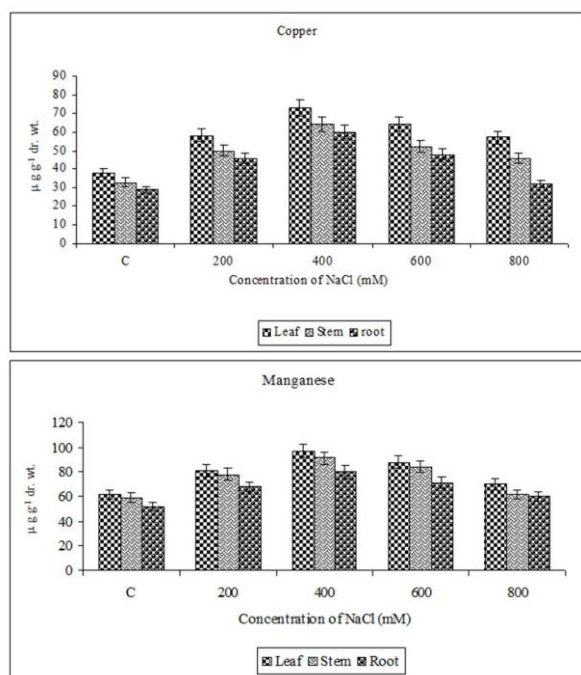 Copper
90
80
70
60
50
40
30
20
10
0
μ g g-1 dr. wt.
C 200 400 600 800
Concentration of NaCl (mM)
Leaf Stem root
Manganese
120
100
80
60
40
20
0
μ g g-1 dr. wt.
C 200 400 600 800
Concentration of NaCl (mM)
Leaf Stem Root